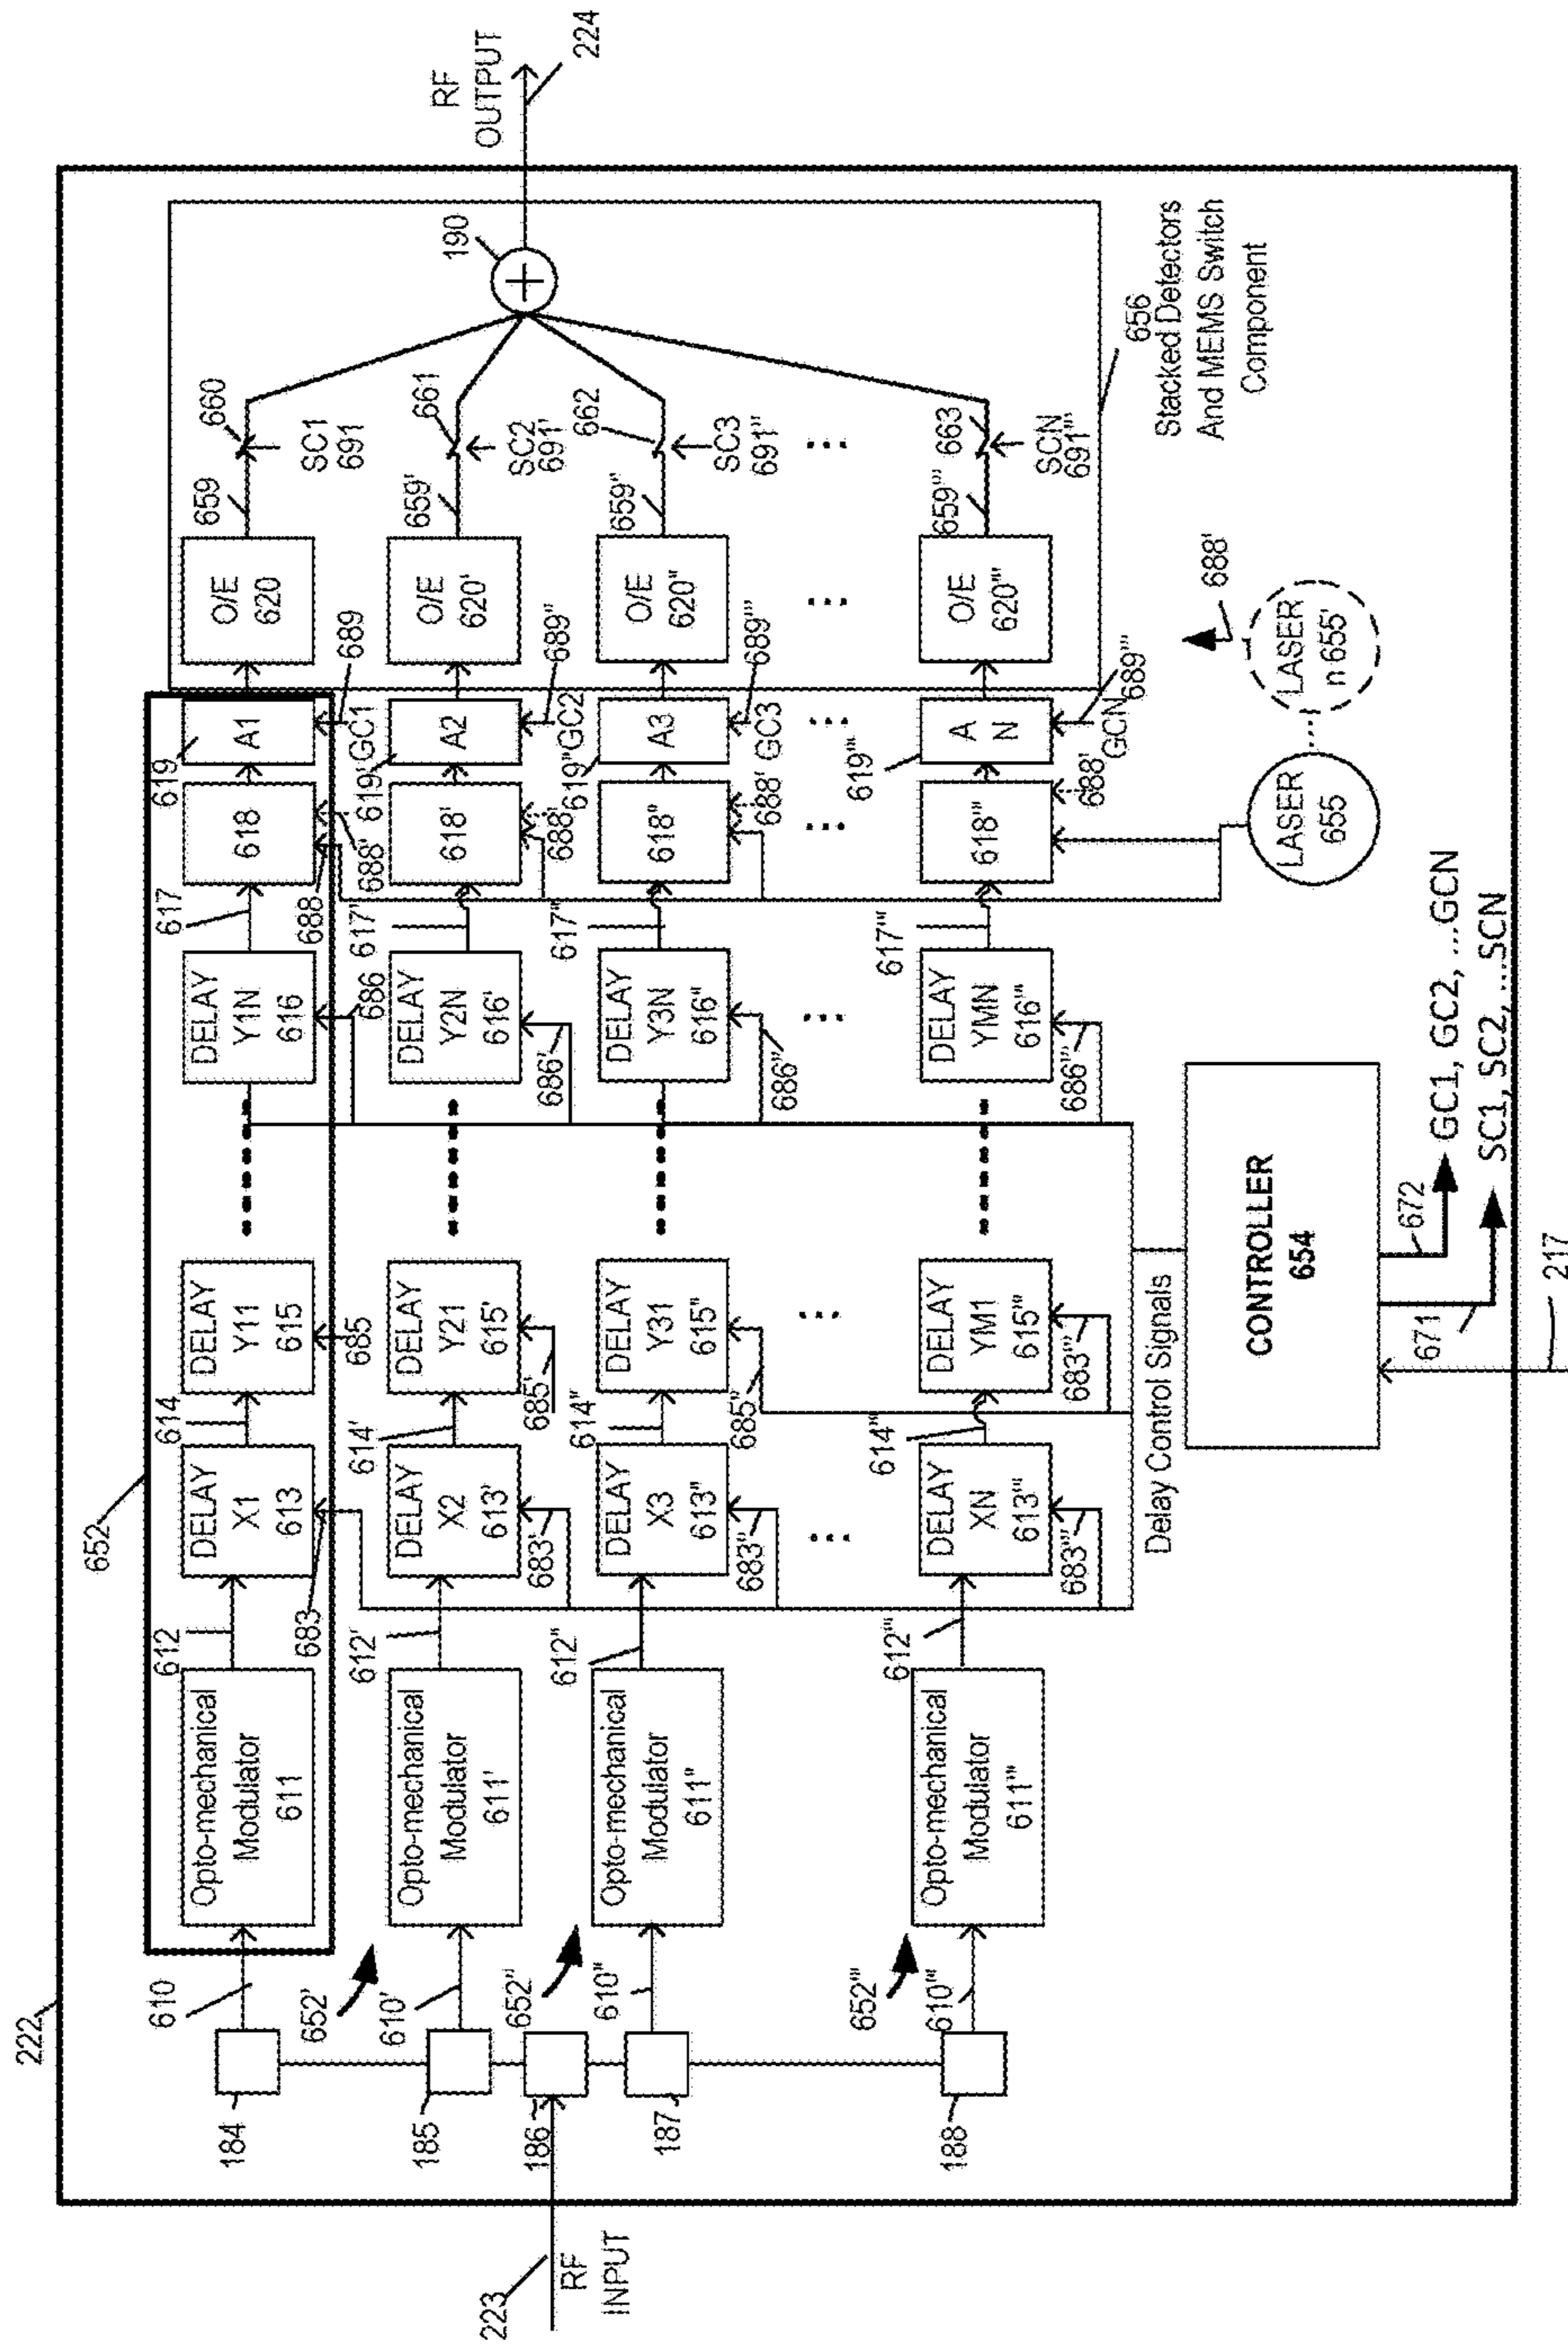 222
223
RF
INPUT
184
185
186
187
188
652
610
Opto-mechanical
Modulator
611
612
DELAY
X1
613
683
614
DELAY
Y11
615
685
DELAY
Y1N
616
686
617
618
688
688'
619
A1
689
GC1
O/E
620
659
660
SC1
691
652'
610'
Opto-mechanical
Modulator
611'
612'
DELAY
X2
613'
683'
614'
DELAY
Y21
615'
685'
DELAY
Y2N
616'
686'
617''
618'
688'
619'
A2
689''
GC2
O/E
620'
659'
661
SC2
691'
652''
610''
Opto-mechanical
Modulator
611''
612''
DELAY
X3
613''
683''
614''
DELAY
Y31
615''
685''
DELAY
Y3N
616''
686''
617''
618''
688'
619''
A3
689'''
GC3
O/E
620''
659''
662
SC3
691''
...
...
...
...
...
...
...
652'''
610'''
Opto-mechanical
Modulator
611'''
612'''
DELAY
XN
613'''
683'''
614'''
DELAY
YM1
615'''
683'''
DELAY
YMN
616'''
686'''
617'''
618'''
688'
619'''
A
N
689'''
GCN
O/E
620'''
659'''
663
SCN
691'''
190
+
RF
OUTPUT
224
656
Stacked Detectors
And MEMS Switch
Component
Delay Control Signals
CONTROLLER
654
LASER
655
...
LASER
n 655'
688'
672
GC1, GC2, ...GCN
671
SC1, SC2, ...SCN
217